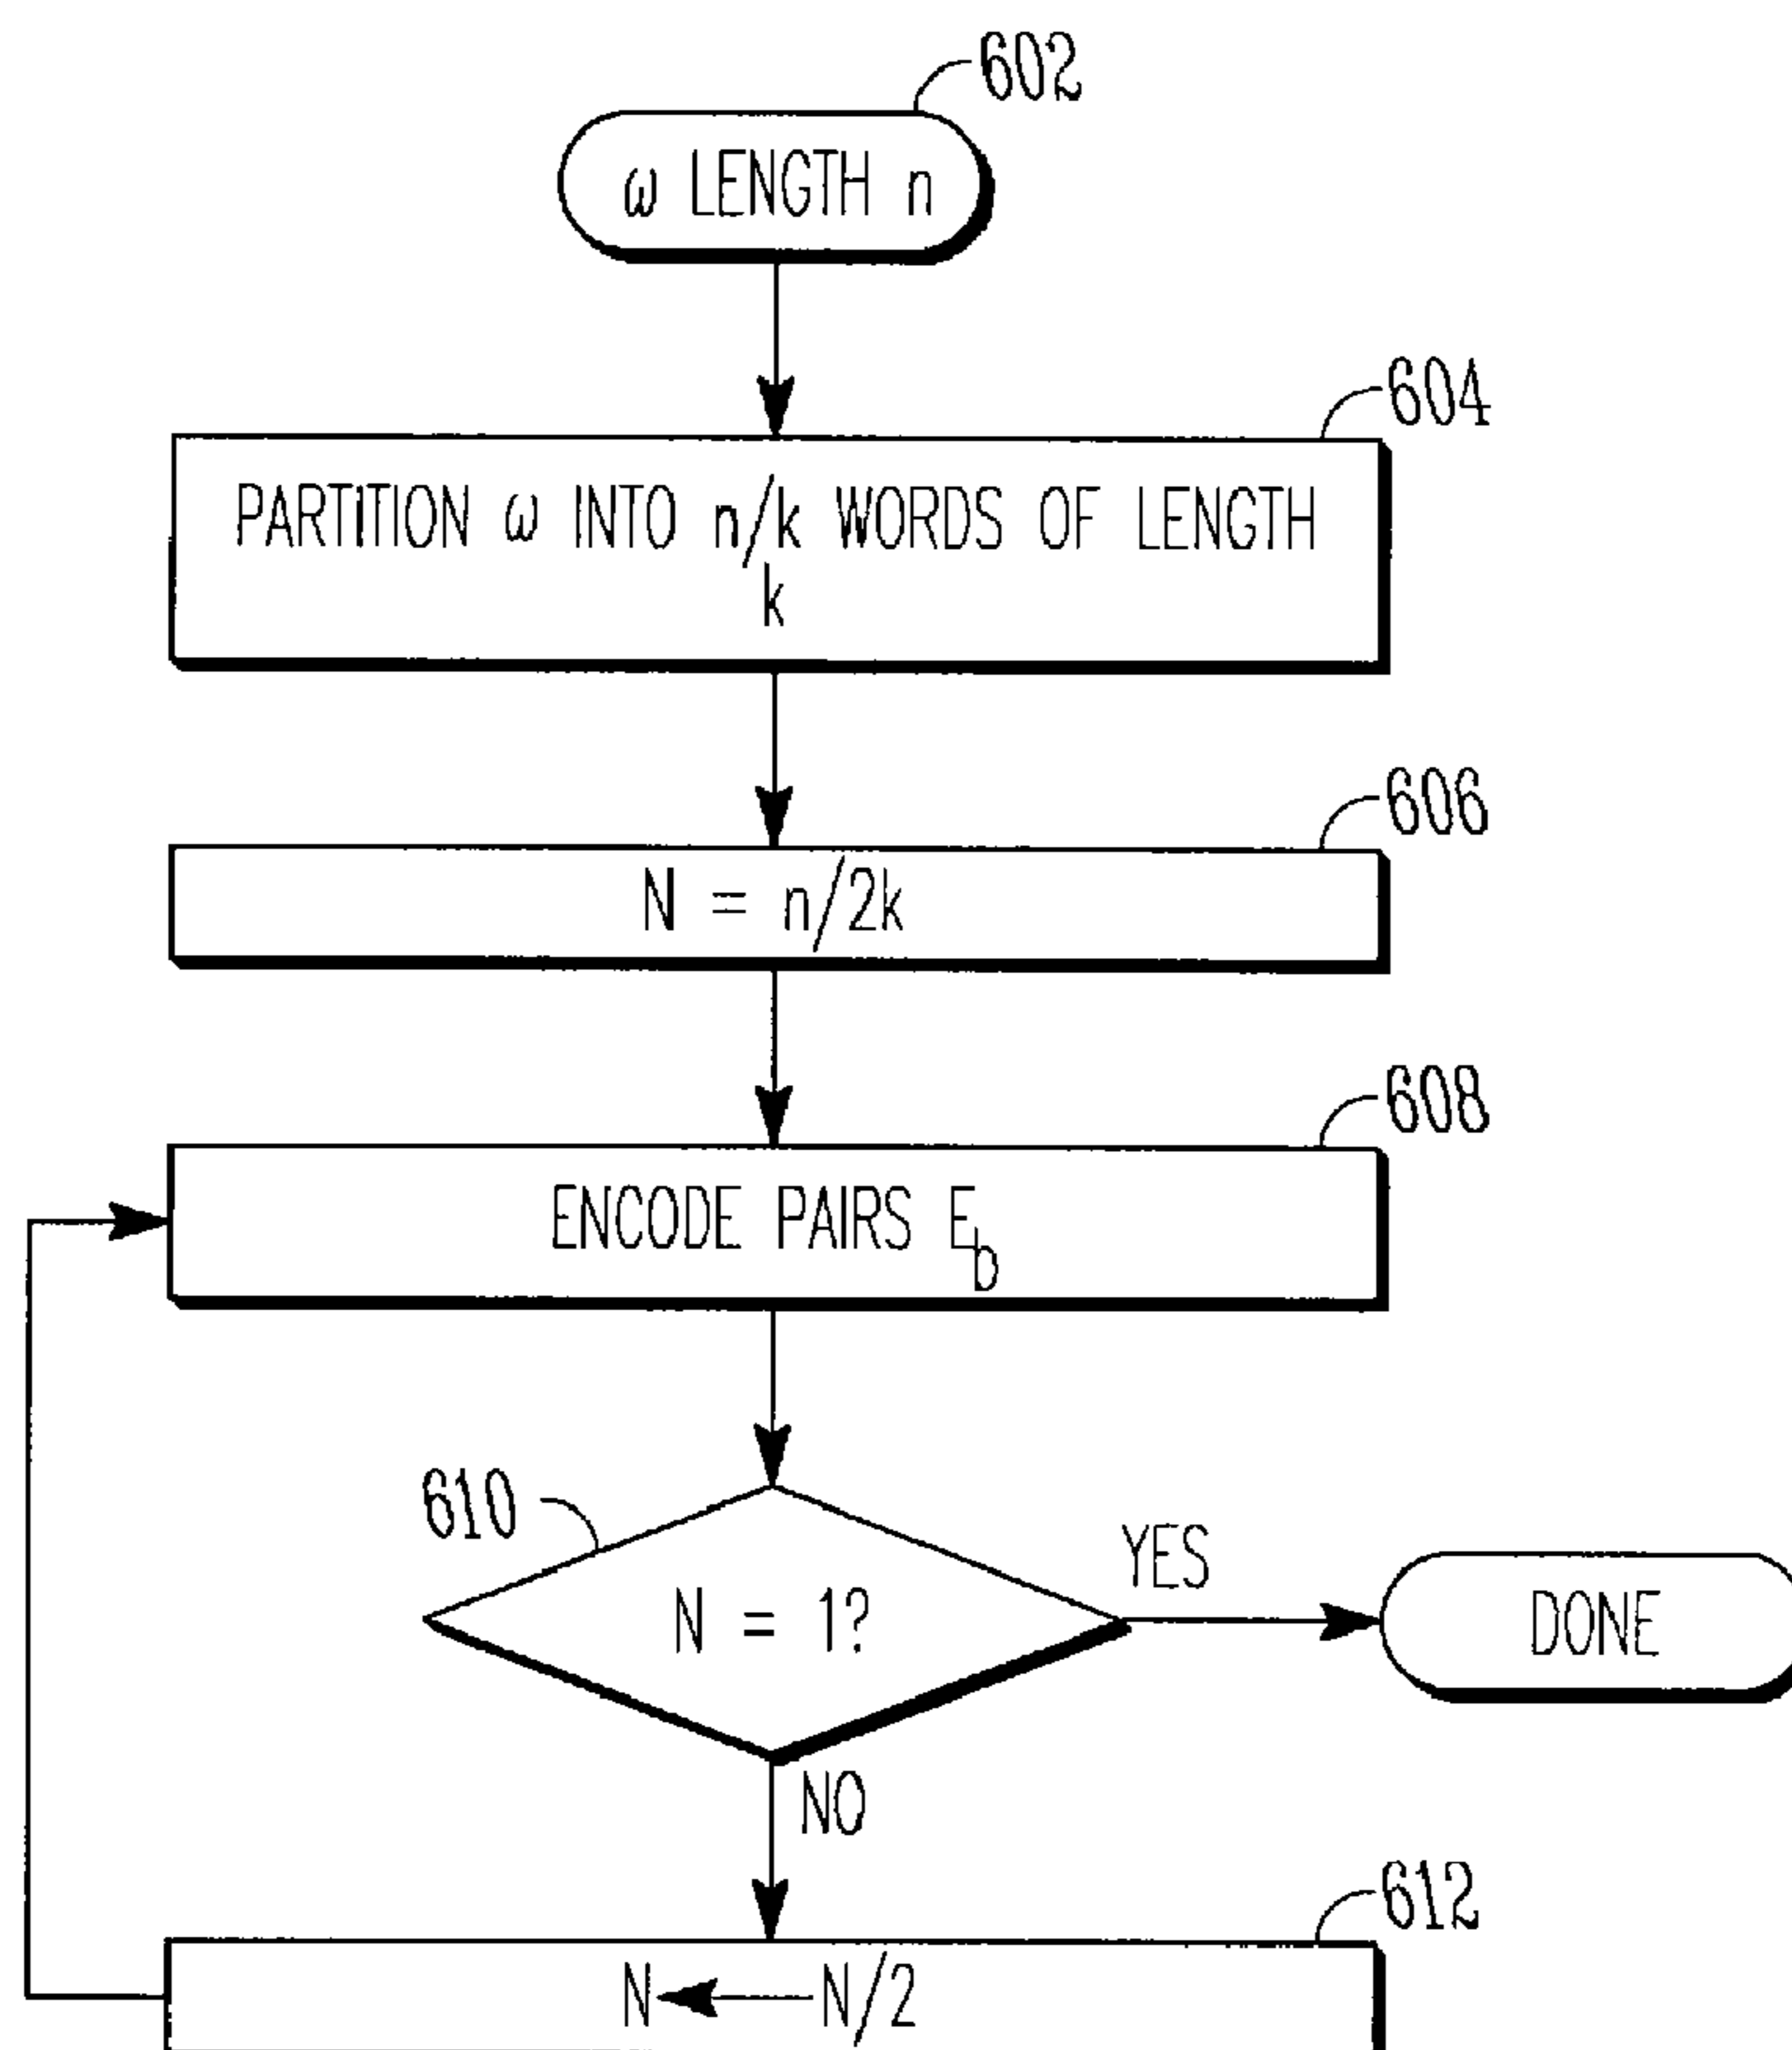 602
ω LENGTH n
604
PARTITION ω INTO n/k WORDS OF LENGTH
k
606
N = n/2k
608
ENCODE PAIRS E_b
610
N = 1?
YES
DONE
NO
612
N ← N/2